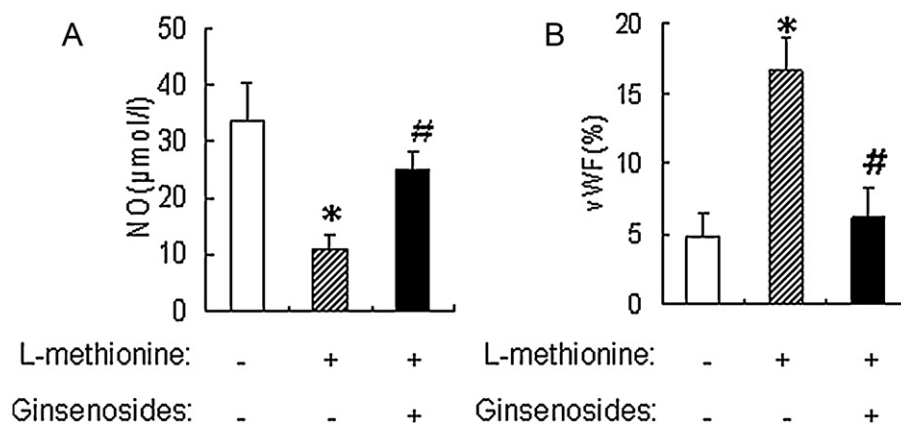 A
NO(µmol/l)
50
40
30
20
10
0
#
*
L-methionine: - + +
Ginsenosides: - - +
B
vWF(%)
20
15
10
5
0
*
#
L-methionine: - + +
Ginsenosides: - - +